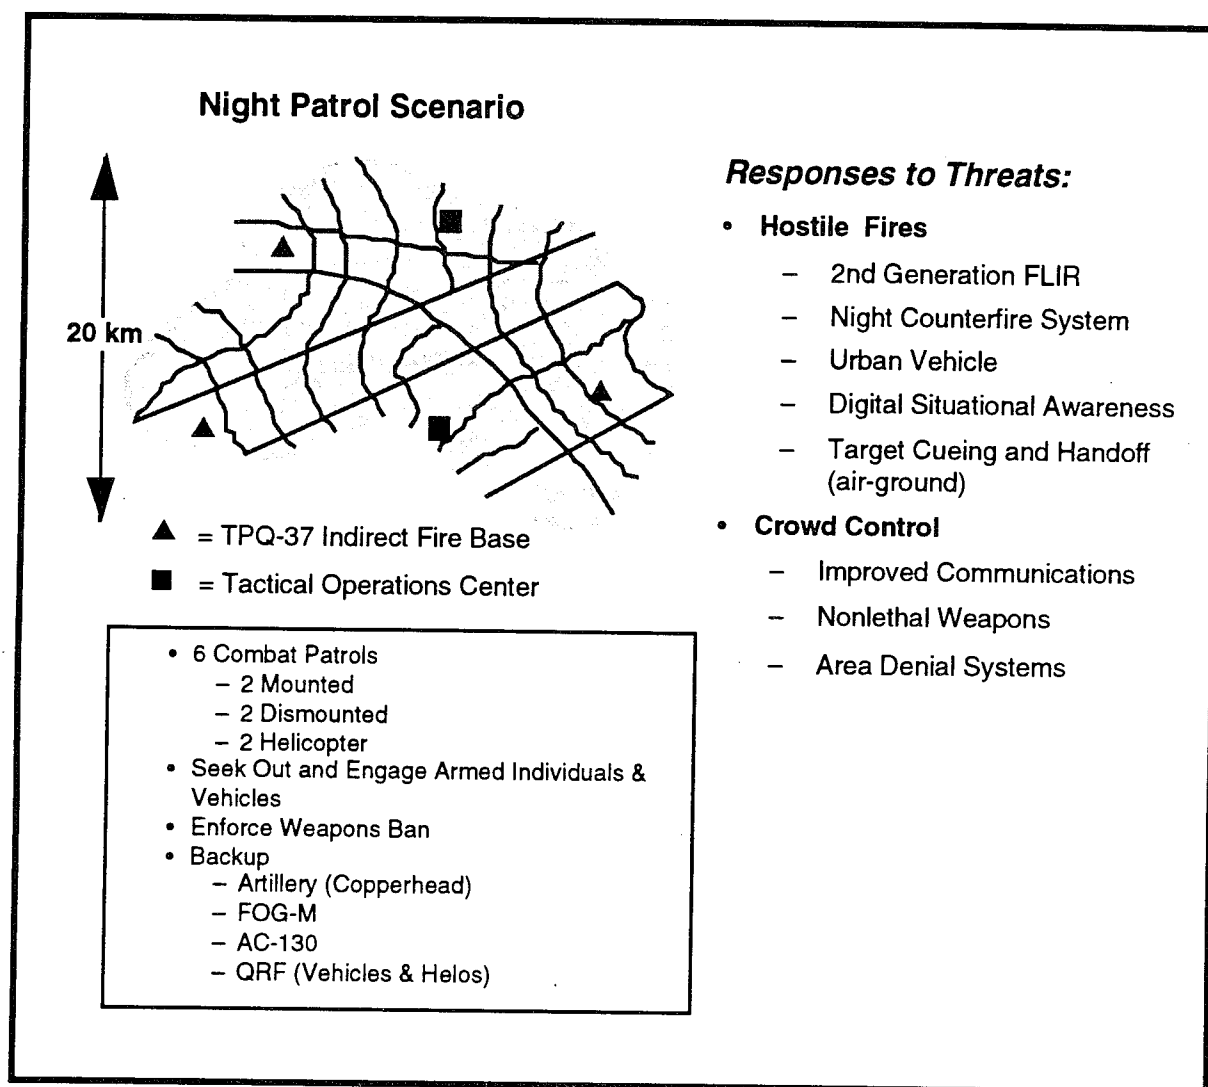 Night Patrol Scenario
20 km
▲ = TPQ-37 Indirect Fire Base
■ = Tactical Operations Center
• 6 Combat Patrols
– 2 Mounted
– 2 Dismounted
– 2 Helicopter
• Seek Out and Engage Armed Individuals &
Vehicles
• Enforce Weapons Ban
• Backup
– Artillery (Copperhead)
– FOG-M
– AC-130
– QRF (Vehicles & Helos)
Responses to Threats:
• Hostile Fires
– 2nd Generation FLIR
– Night Counterfire System
– Urban Vehicle
– Digital Situational Awareness
– Target Cueing and Handoff
(air-ground)
• Crowd Control
– Improved Communications
– Nonlethal Weapons
– Area Denial Systems